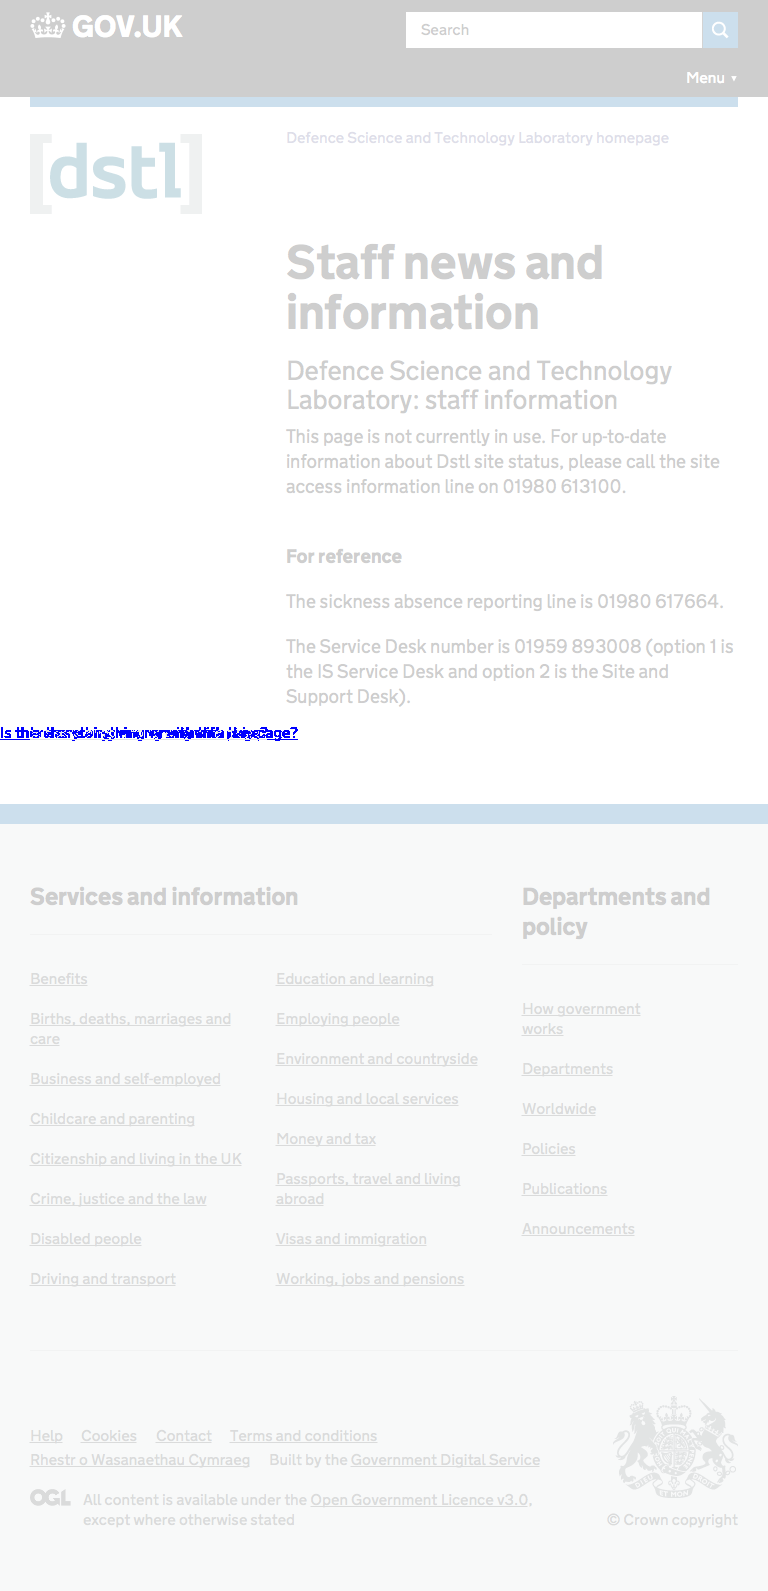 GOV.UK
Search
Menu ▼
Defence Science and Technology Laboratory homepage
[dstl]
Staff news and
information
Defence Science and Technology
Laboratory: staff information
This page is not currently in use. For up-to-date
information about Dstl site status, please call the site
access information line on 01980 613100.
For reference
The sickness absence reporting line is 01980 617664.
The Service Desk number is 01959 893008 (option 1 is
the IS Service Desk and option 2 is the Site and
Support Desk).
Services and information
Departments and
policy
Benefits
Births, deaths, marriages and
care
Business and self-employed
Childcare and parenting
Citizenship and living in the UK
Crime, justice and the law
Disabled people
Driving and transport
Education and learning
Employing people
Environment and countryside
Housing and local services
Money and tax
Passports, travel and living
abroad
Visas and immigration
Working, jobs and pensions
How government
works
Departments
Worldwide
Policies
Publications
Announcements
Help Cookies Contact Terms and conditions
Rhestr o Wasanaethau Cymraeg Built by the Government Digital Service
OGL All content is available under the Open Government Licence v3.0,
except where otherwise stated
© Crown copyright